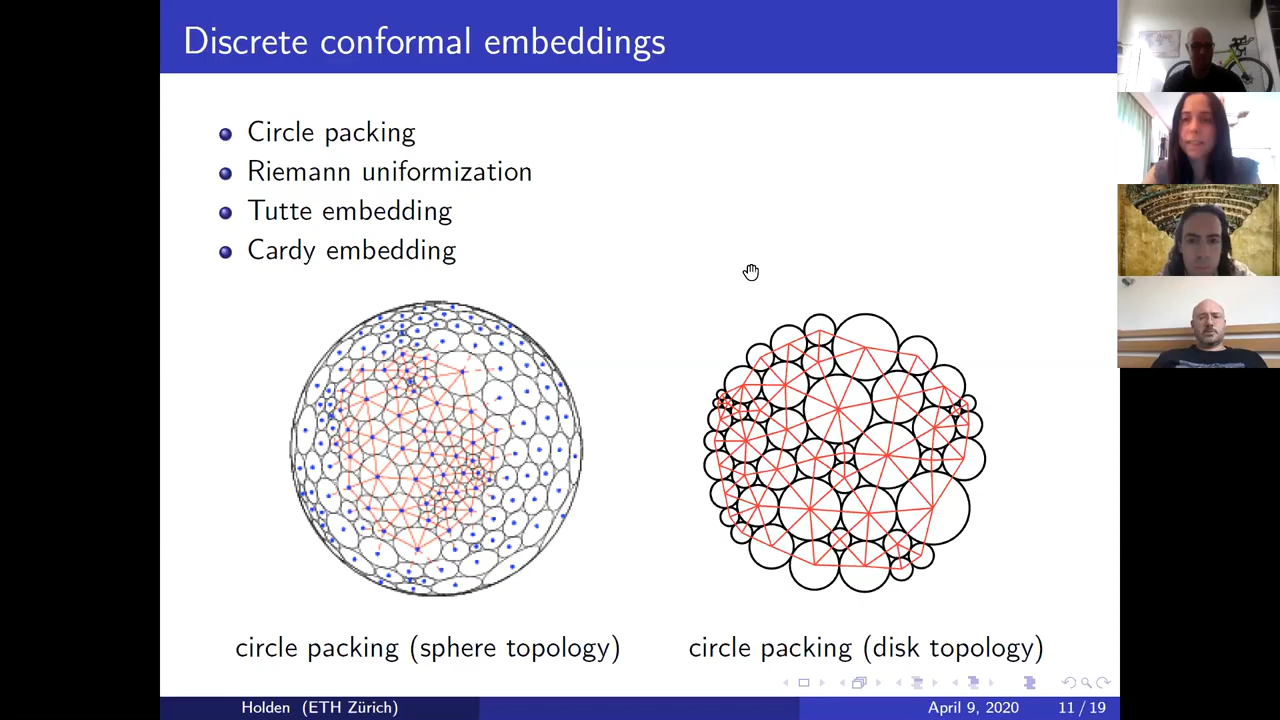 Discrete conformal embeddings
Circle packing
Riemann uniformization
Tutte embedding
Cardy embedding
circle packing (sphere topology)
circle packing (disk topology)
Holden (ETH Zürich)
April 9, 2020
11 / 19